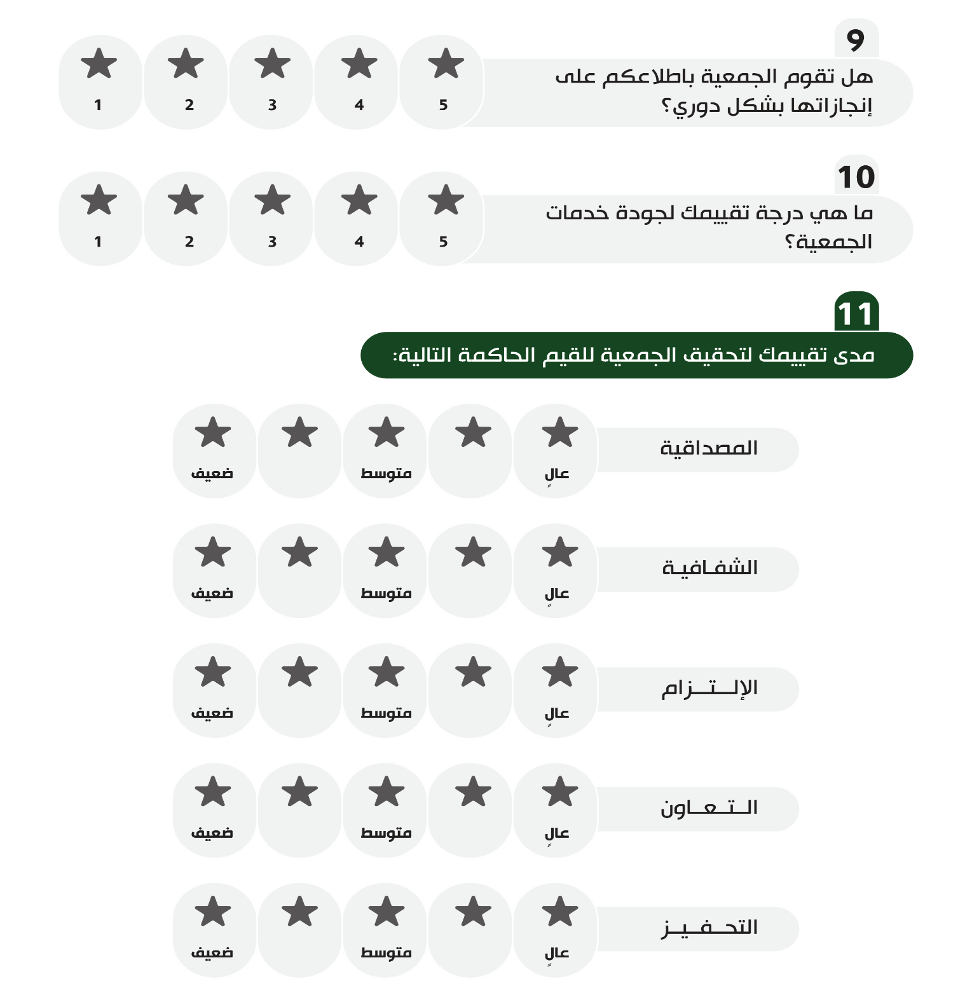 9
هل تقوم الجمعية باطلاعكم على
إنجازاتها بشكل دوري؟
5 4 3 2 1
10
ما هي درجة تقييمك لجودة خدمات
الجمعية؟
5 4 3 2 1
11
مدى تقييمك لتحقيق الجمعية للقيم الحاكمة التالية:
المصداقية
عالٍ متوسط ضعيف
الشفـافيـة
عالٍ متوسط ضعيف
الإلـــتـــزام
عالٍ متوسط ضعيف
الــتــعــاون
عالٍ متوسط ضعيف
التحــفــيــز
عالٍ متوسط ضعيف